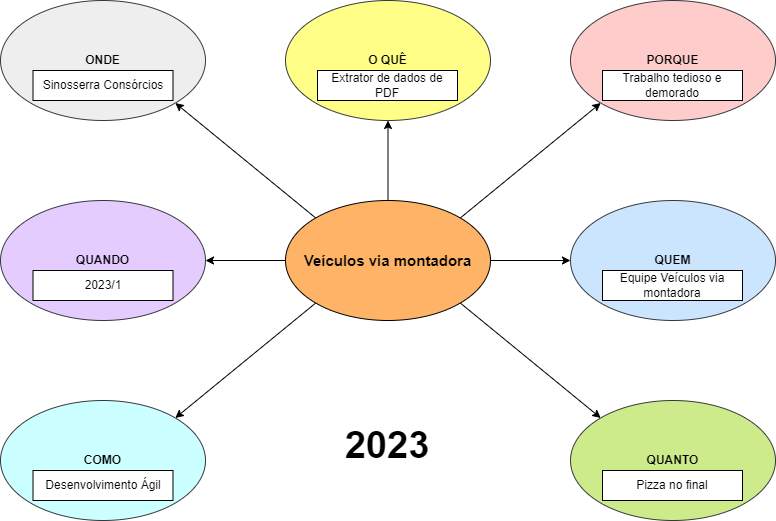 ONDE
Sinosserra Consórcios
O QUÊ
Extrator de dados de
PDF
PORQUE
Trabalho tedioso e
demorado
QUANDO
2023/1
Veículos via montadora
QUEM
Equipe Veículos via
montadora
COMO
Desenvolvimento Ágil
2023
QUANTO
Pizza no final